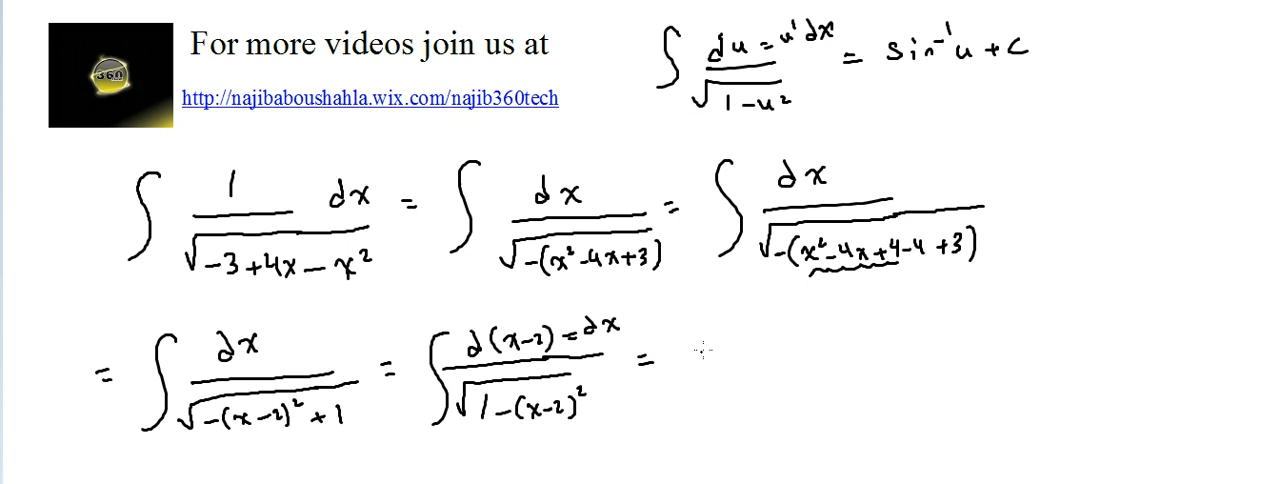 360
For more videos join us at
http://najibaboushahla.wix.com/najib360tech
∫ du = u' dx / √(1 - u²) = sin⁻¹ u + c
∫ 1 / √(-3 + 4x - x²) dx = ∫ dx / √(-(x² - 4x + 3)) = ∫ dx / √(-(x² - 4x + 4 - 4 + 3))
= ∫ dx / √(-(x - 2)² + 1) = ∫ d(x - 2) = dx / √(1 - (x - 2)²) =